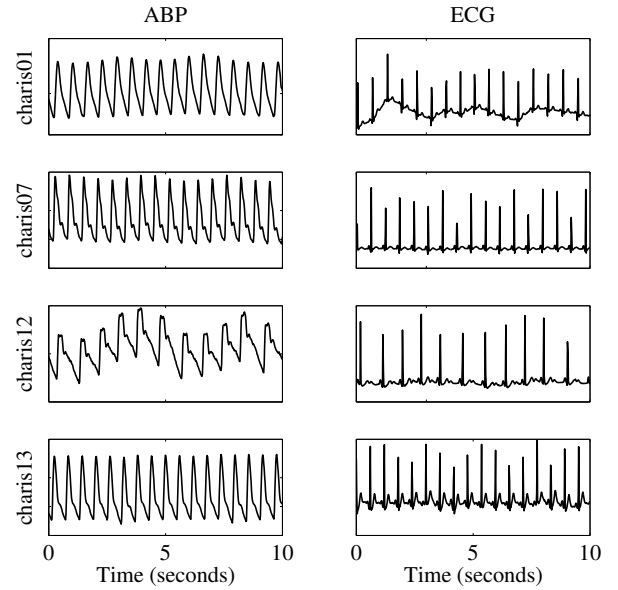 ABP
ECG
charis01
charis07
charis12
charis13
0
5
10
0
5
10
Time (seconds)
Time (seconds)